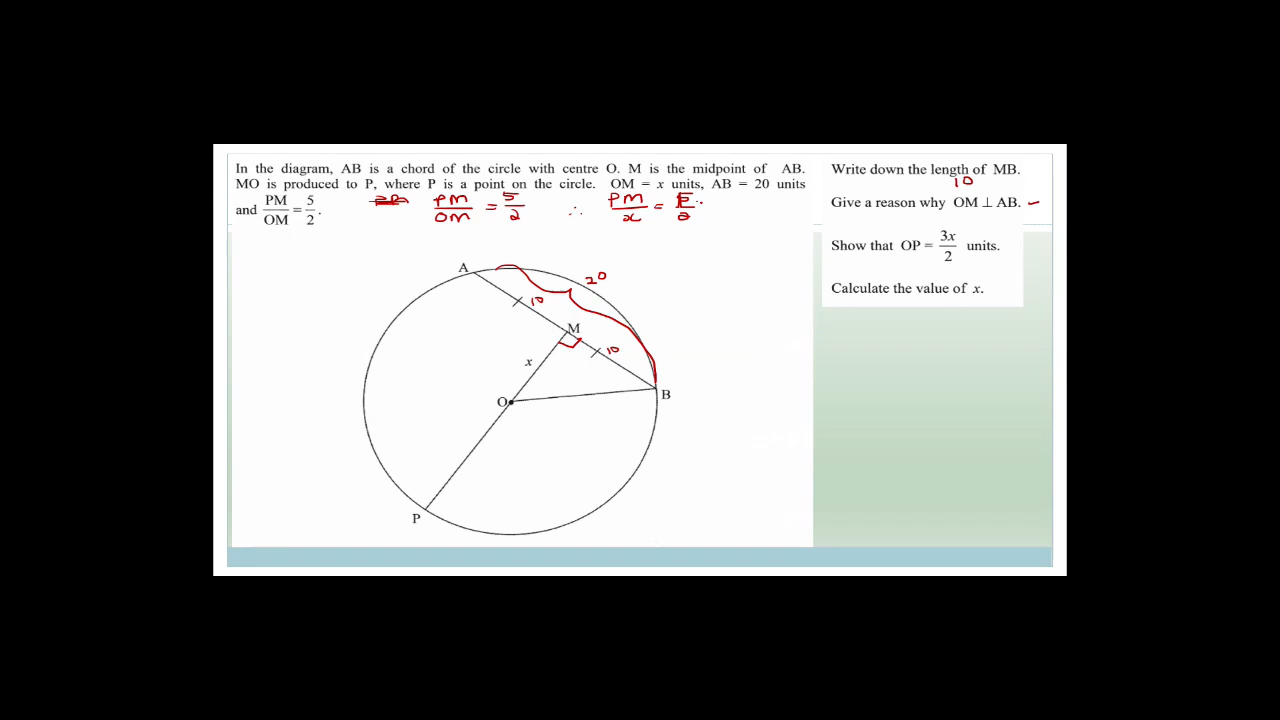 In the diagram, AB is a chord of the circle with centre O. M is the midpoint of AB.
MO is produced to P, where P is a point on the circle. OM = x units, AB = 20 units
and PM/OM = 5/2.
PM/OM = 5/2 ∴ PM/x = 5/2
Write down the length of MB.
10
Give a reason why OM ⊥ AB.
Show that OP = 3x/2 units.
Calculate the value of x.
A
20
10
M
10
x
B
O
P